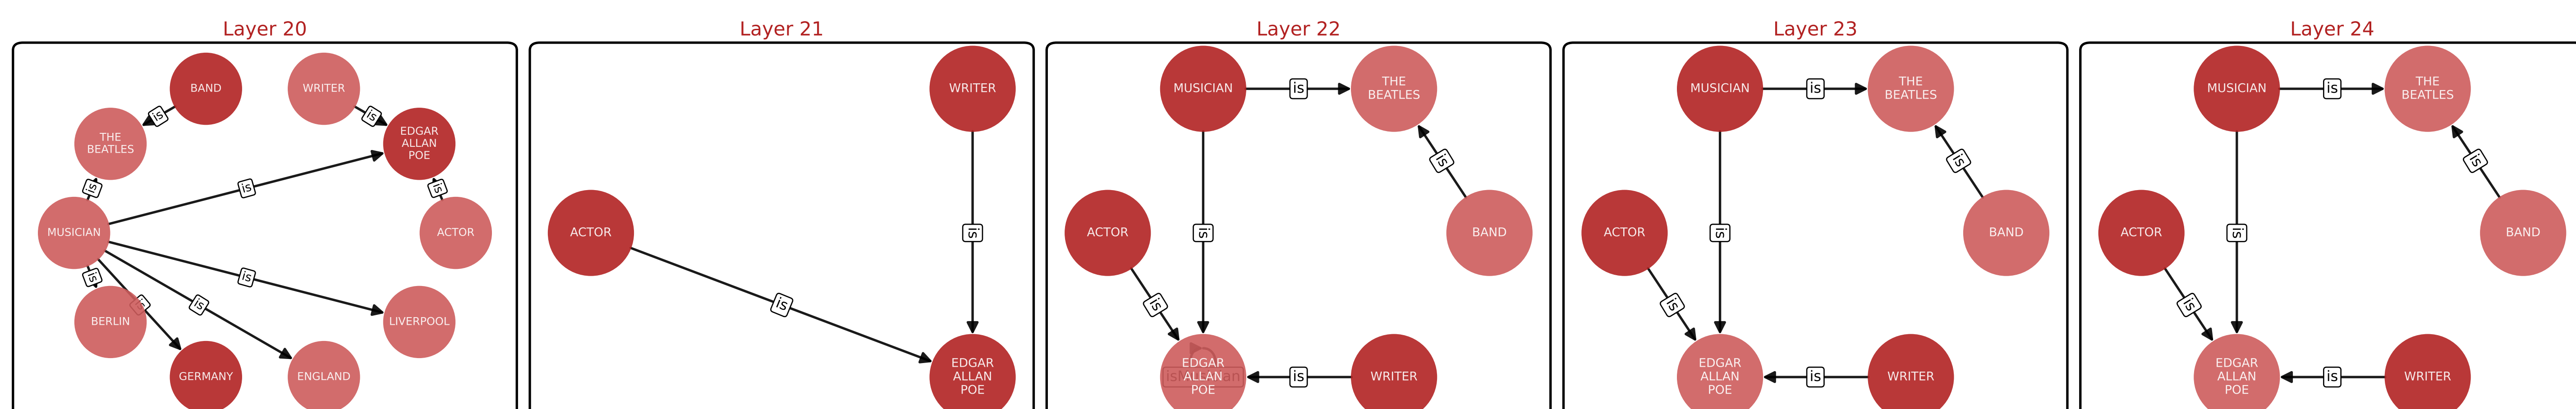 Layer 20
BAND
WRITER
is
is
THE
BEATLES
EDGAR
ALLAN
POE
is
is
is
MUSICIAN
ACTOR
is
is
is
is
BERLIN
LIVERPOOL
GERMANY
ENGLAND
Layer 21
WRITER
ACTOR
is
is
EDGAR
ALLAN
POE
Layer 22
MUSICIAN
is
THE
BEATLES
is
ACTOR
is
BAND
is
EDGAR
ALLAN
POE
is
WRITER
Layer 23
MUSICIAN
is
THE
BEATLES
is
ACTOR
is
BAND
is
EDGAR
ALLAN
POE
is
WRITER
Layer 24
MUSICIAN
is
THE
BEATLES
is
ACTOR
is
BAND
is
EDGAR
ALLAN
POE
is
WRITER